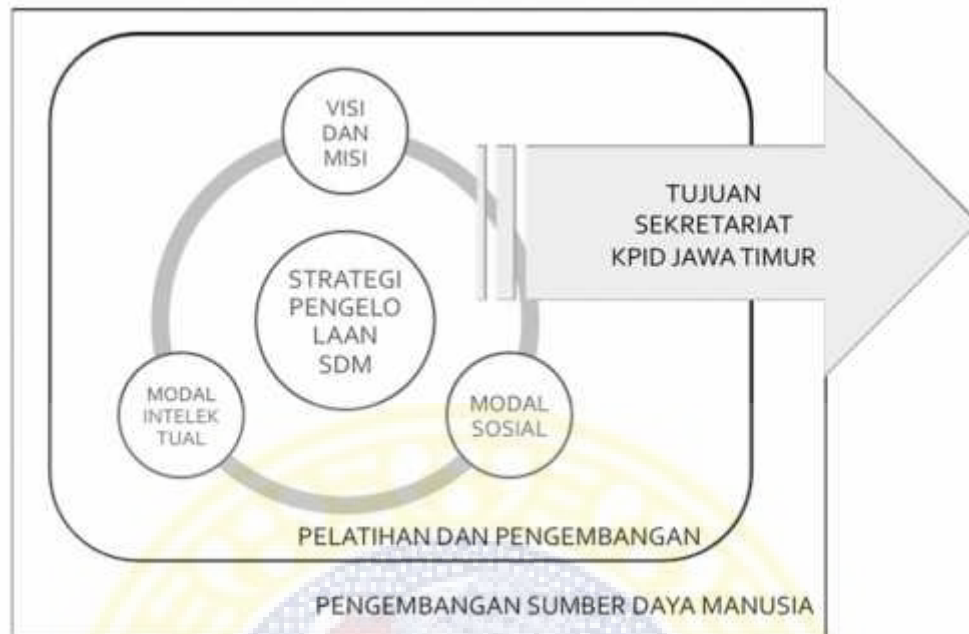 VISI
DAN
MISI
TUJUAN
SEKRETARIAT
KPID JAWA TIMUR
STRATEGI
PENGELO
LAAN
SDM
MODAL
INTELEK
TUAL
MODAL
SOSIAL
PELATIHAN DAN PENGEMBANGAN
PENGEMBANGAN SUMBER DAYA MANUSIA